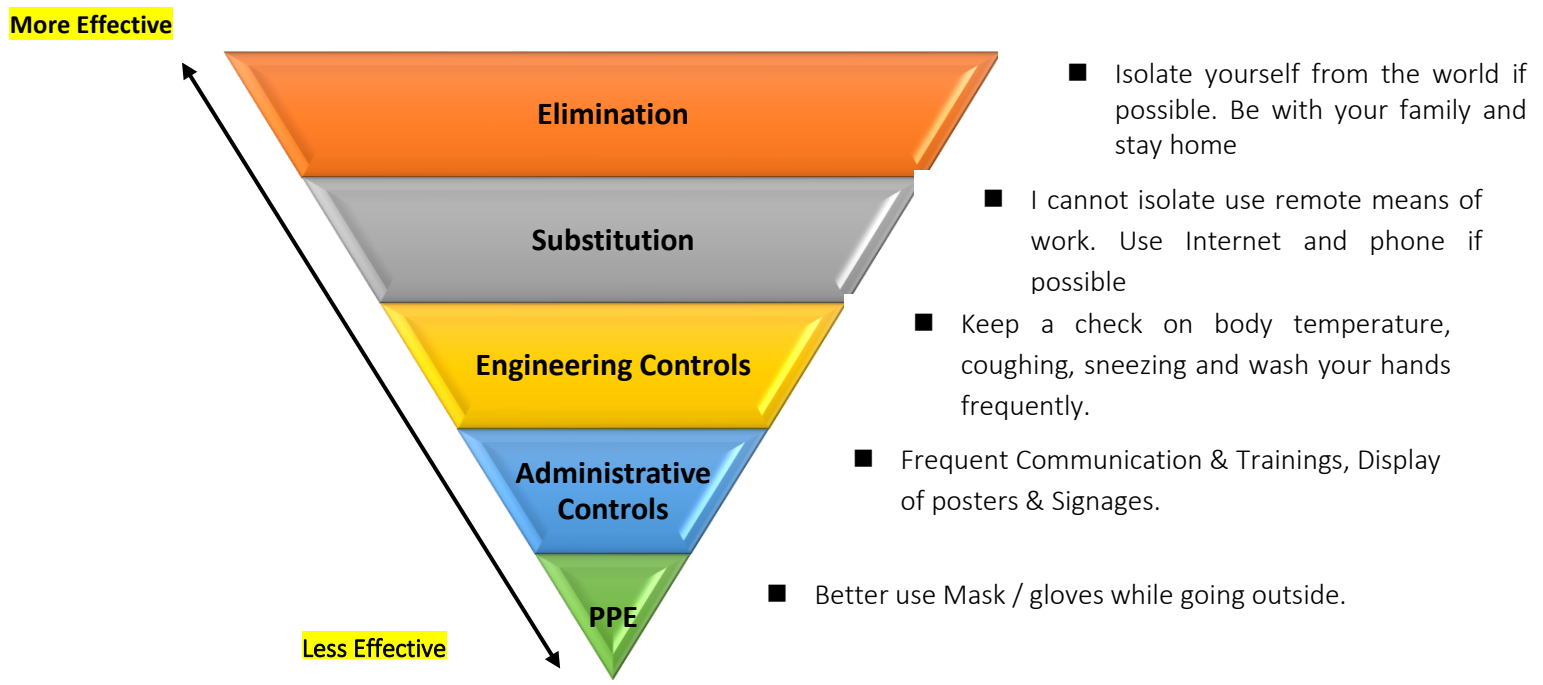 More Effective
Elimination
■ Isolate yourself from the world if
possible. Be with your family and
stay home
Substitution
■ I cannot isolate use remote means of
work. Use Internet and phone if
possible
Engineering Controls
■ Keep a check on body temperature,
coughing, sneezing and wash your hands
frequently.
Administrative
Controls
■ Frequent Communication & Trainings, Display
of posters & Signages.
PPE
■ Better use Mask / gloves while going outside.
Less Effective